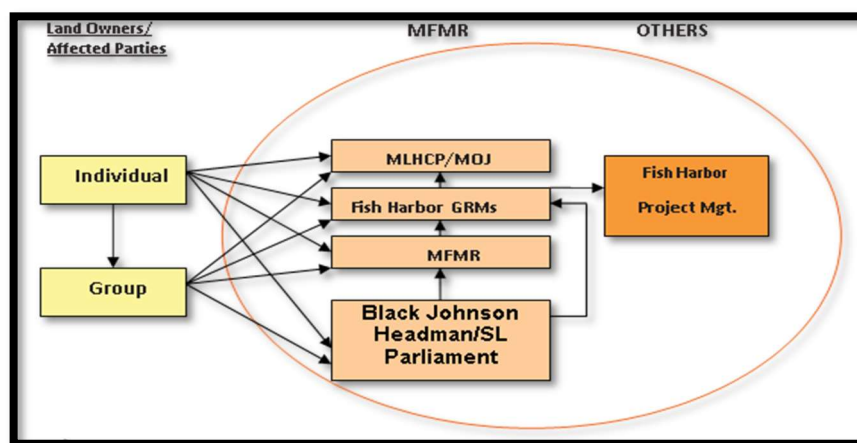 Land Owners/
Affected Parties
MFMR
OTHERS
Individual
Group
MLHCP/MOJ
Fish Harbor GRMs
MFMR
Black Johnson
Headman/SL
Parliament
Fish Harbor
Project Mgt.